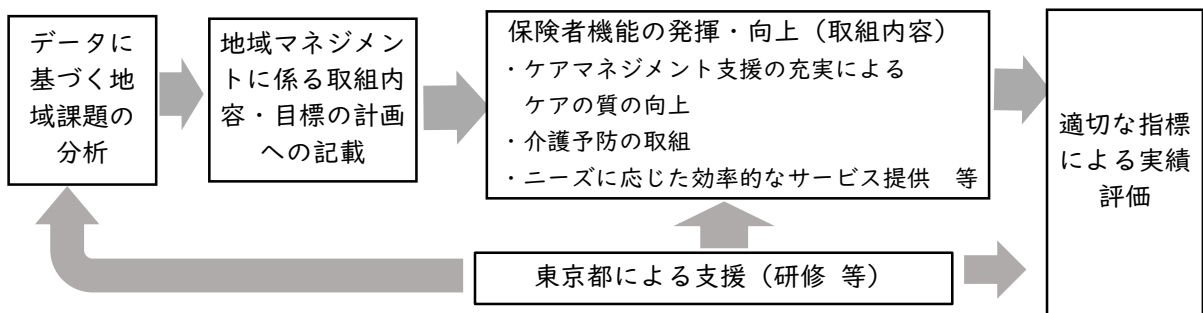 データに
基づく地
域課題の
分析
地域マネジメン
トに係る取組内
容・目標の計画
への記載
保険者機能の発揮・向上（取組内容）
・ケアマネジメント支援の充実による
ケアの質の向上
・介護予防の取組
・ニーズに応じた効率的なサービス提供　等
適切な指標
による実績
評価
東京都による支援（研修 等）